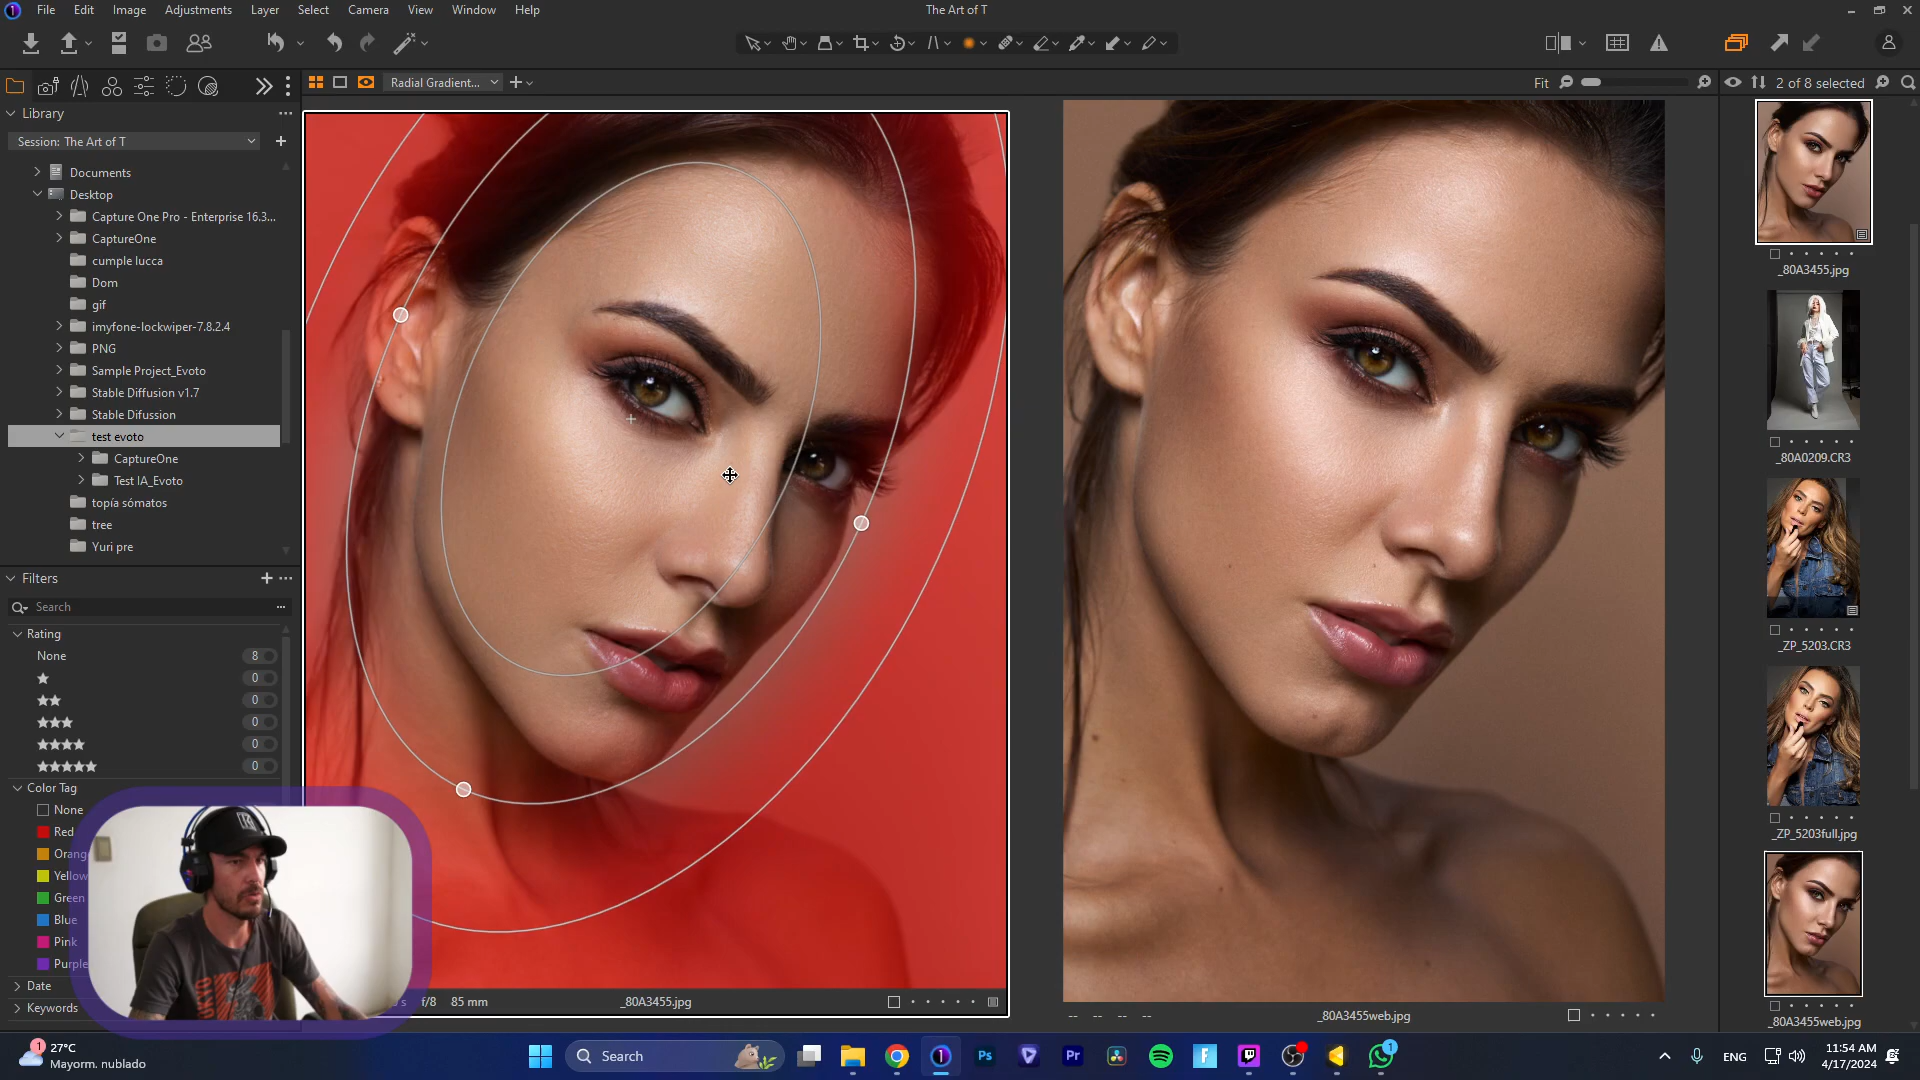 File Edit Image Adjustments Layer Select Camera View Window Help
The Art of T
Radial Gradient...
Fit
2 of 8 selected
Library
Session: The Art of T
Documents
Desktop
Capture One Pro - Enterprise 16.3...
CaptureOne
cumple lucca
Dom
gif
imyfone-lockwiper-7.8.2.4
PNG
Sample Project_Evoto
Stable Diffusion v1.7
Stable Difussion
test evoto
CaptureOne
Test IA_Evoto
topía sómatos
tree
Yuri pre
Filters
Search
Rating
None 8
0
0
0
0
0
Color Tag
None
Red
Orang
Yellow
Green
Blue
Pink
Purple
Date
Keywords
s f/8 85 mm
_80A3455.jpg
-- -- -- --
_80A3455web.jpg
_80A3455.jpg
_80A0209.CR3
_ZP_5203.CR3
_ZP_5203full.jpg
_80A3455web.jpg
1
27°C
Mayorm. nublado
Search
Ps
Pr
1
ENG
11:54 AM
4/17/2024